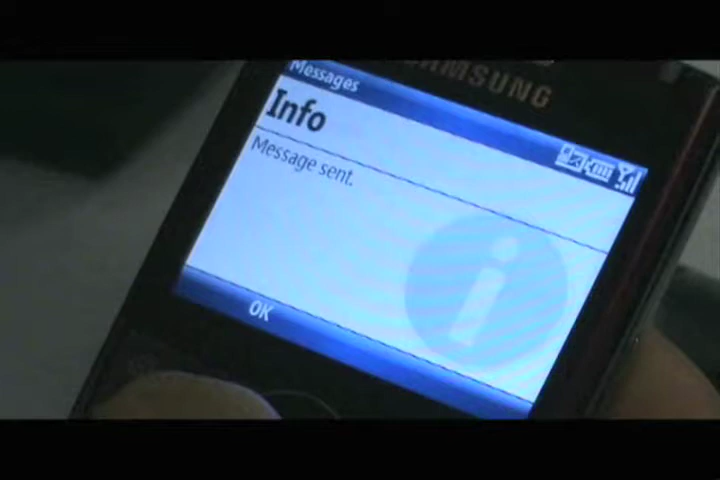 SAMSUNG
Messages
Info
Message sent.
i
OK